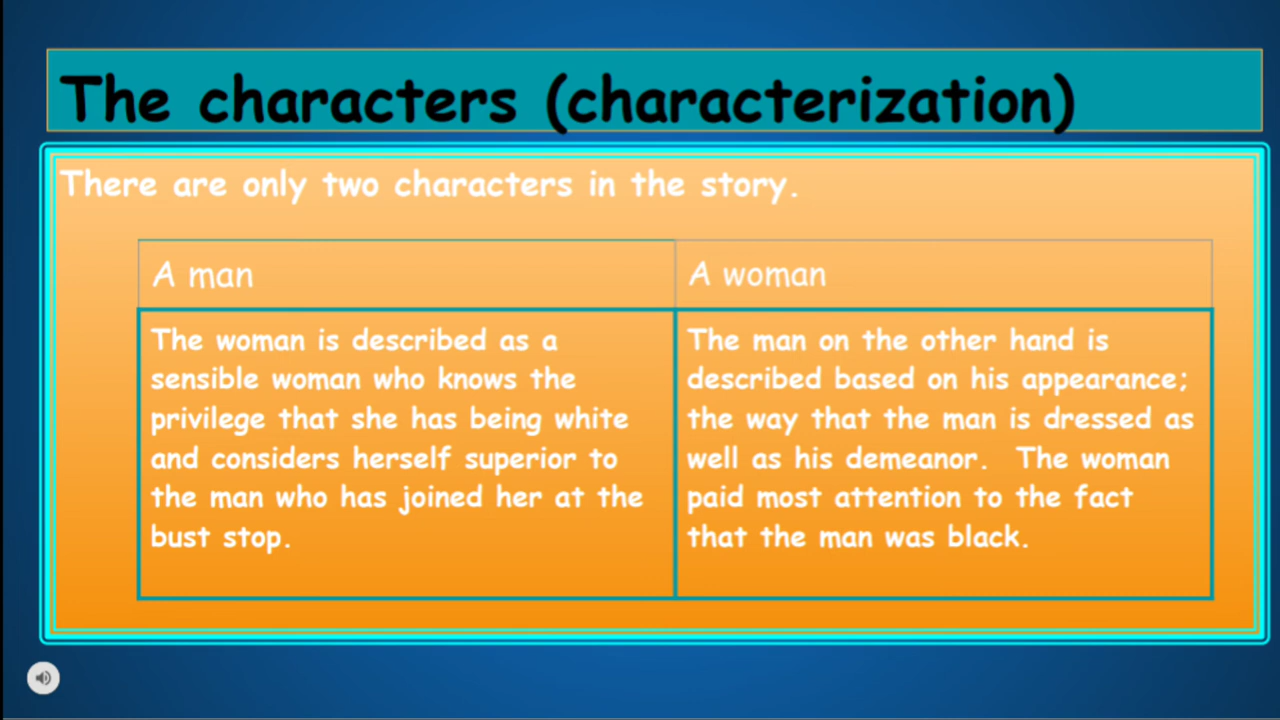 The characters (characterization)
There are only two characters in the story.
A man
A woman
The woman is described as a
sensible woman who knows the
privilege that she has being white
and considers herself superior to
the man who has joined her at the
bust stop.
The man on the other hand is
described based on his appearance;
the way that the man is dressed as
well as his demeanor. The woman
paid most attention to the fact
that the man was black.